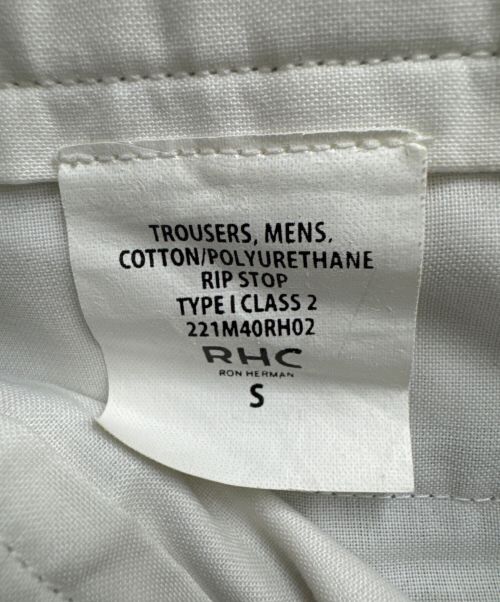 TROUSERS, MENS.
COTTON/POLYURETHANE
RIP STOP
TYPE I CLASS 2
221M40RH02
RHC
RON HERMAN
S